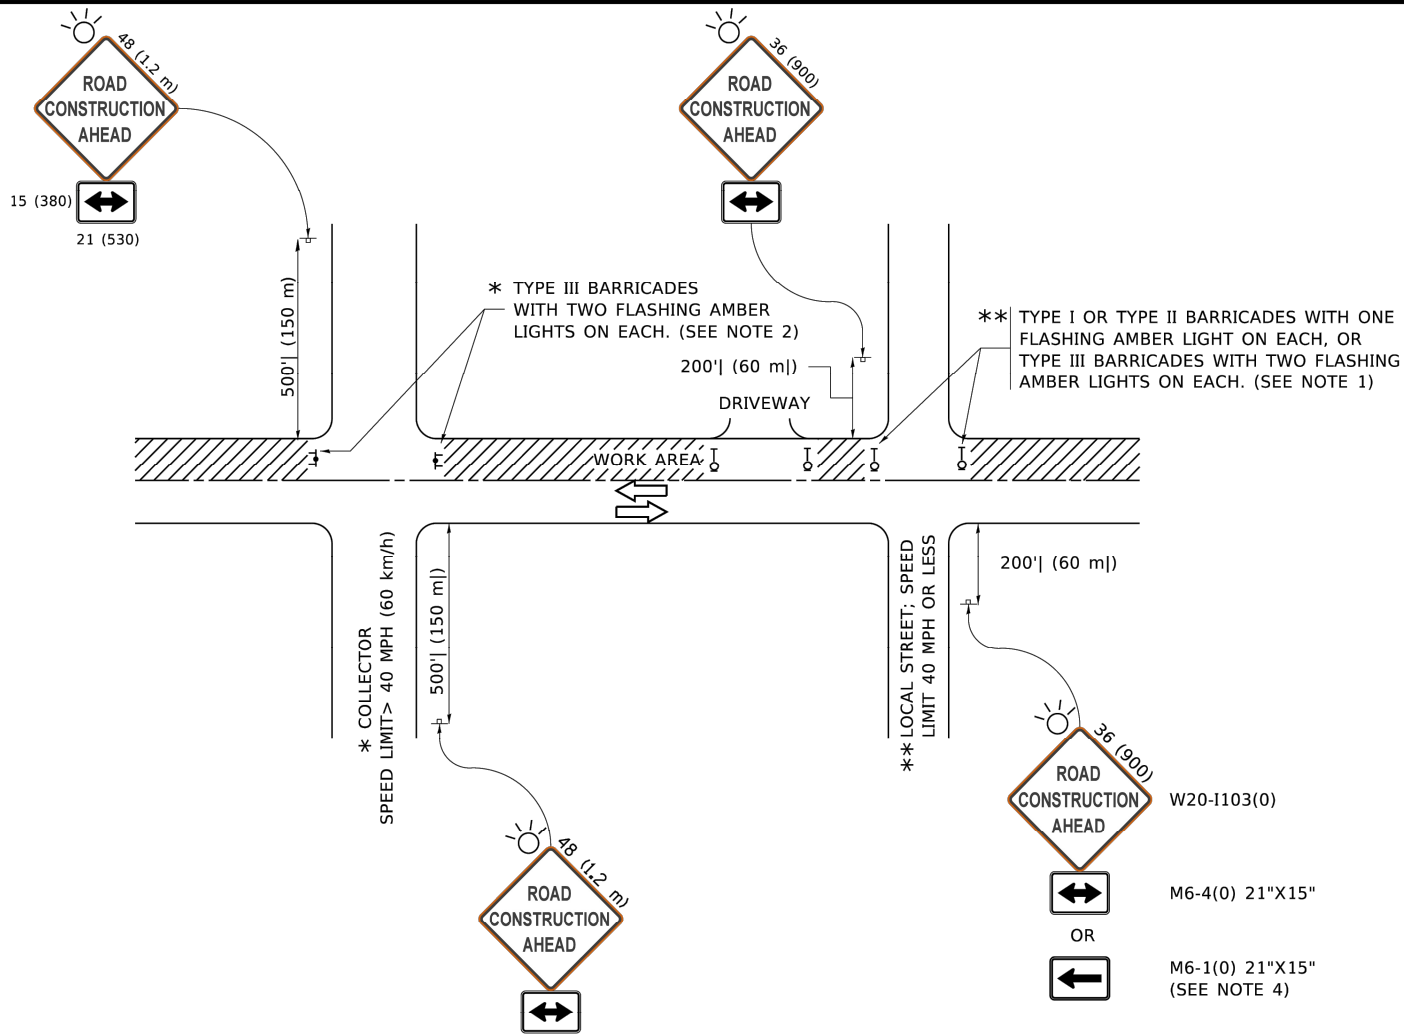 48 (1.2 m)
ROAD
CONSTRUCTION
AHEAD
15 (380)
21 (530)
36 (900)
ROAD
CONSTRUCTION
AHEAD
500'| (150 m)
* TYPE III BARRICADES
WITH TWO FLASHING AMBER
LIGHTS ON EACH. (SEE NOTE 2)
200'| (60 m|)
DRIVEWAY
** TYPE I OR TYPE II BARRICADES WITH ONE
FLASHING AMBER LIGHT ON EACH, OR
TYPE III BARRICADES WITH TWO FLASHING
AMBER LIGHTS ON EACH. (SEE NOTE 1)
WORK AREA
* COLLECTOR
SPEED LIMIT> 40 MPH (60 km/h)
500'| (150 m|)
** LOCAL STREET; SPEED
LIMIT 40 MPH OR LESS
200'| (60 m|)
48 (1.2 m)
ROAD
CONSTRUCTION
AHEAD
36 (900)
ROAD
CONSTRUCTION
AHEAD
W20-I103(0)
M6-4(0) 21"X15"
OR
M6-1(0) 21"X15"
(SEE NOTE 4)